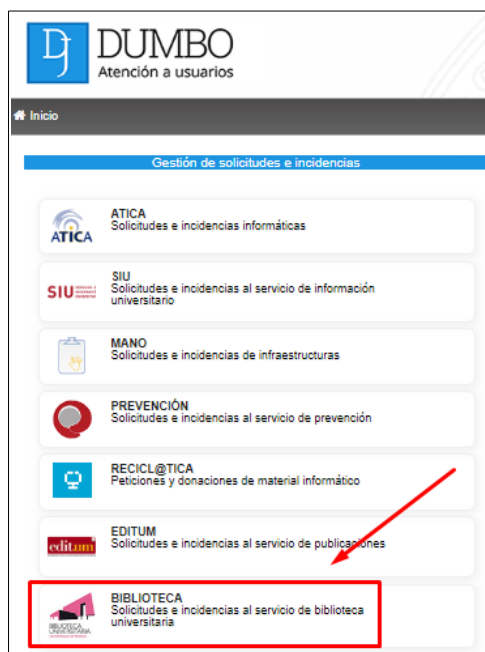 DJ DUMBO
Atención a usuarios
Inicio
Gestión de solicitudes e incidencias
ATICA
ATICA
Solicitudes e incidencias informáticas
SIU
SIU
Solicitudes e incidencias al servicio de información
universitario
MANO
Solicitudes e incidencias de infraestructuras
PREVENCIÓN
Solicitudes e incidencias al servicio de prevención
RECICL@TICA
Peticiones y donaciones de material informático
editum
EDITUM
Solicitudes e incidencias al servicio de publicaciones
BIBLIOTECA
UNIVERSITARIA
BIBLIOTECA
Solicitudes e incidencias al servicio de biblioteca
universitaria